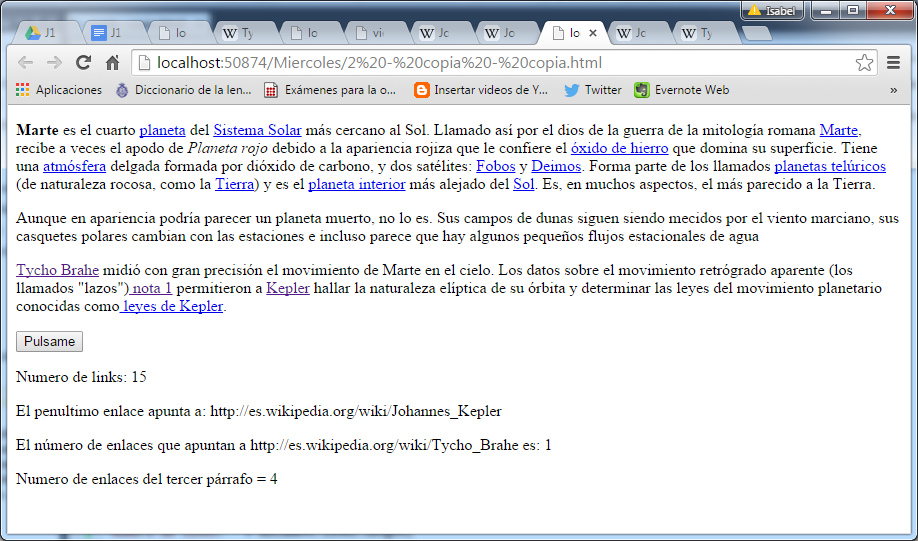 Isabel
J1 J1 Io Ty Io vic Jc Jc Io Jc Ty
localhost:50874/Miercoles/2%20-%20copia%20-%20copia.html
Aplicaciones Diccionario de la len... Exámenes para la o... Insertar videos de Y... Twitter Evernote Web »
Marte es el cuarto planeta del Sistema Solar más cercano al Sol. Llamado así por el dios de la guerra de la mitología romana Marte,
recibe a veces el apodo de Planeta rojo debido a la apariencia rojiza que le confiere el óxido de hierro que domina su superficie. Tiene
una atmósfera delgada formada por dióxido de carbono, y dos satélites: Fobos y Deimos. Forma parte de los llamados planetas telúricos
(de naturaleza rocosa, como la Tierra) y es el planeta interior más alejado del Sol. Es, en muchos aspectos, el más parecido a la Tierra.
Aunque en apariencia podría parecer un planeta muerto, no lo es. Sus campos de dunas siguen siendo mecidos por el viento marciano, sus
casquetes polares cambian con las estaciones e incluso parece que hay algunos pequeños flujos estacionales de agua
Tycho Brahe midió con gran precisión el movimiento de Marte en el cielo. Los datos sobre el movimiento retrógrado aparente (los
llamados "lazos") nota 1 permitieron a Kepler hallar la naturaleza elíptica de su órbita y determinar las leyes del movimiento planetario
conocidas como leyes de Kepler.
Pulsame
Numero de links: 15
El penultimo enlace apunta a: http://es.wikipedia.org/wiki/Johannes_Kepler
El número de enlaces que apuntan a http://es.wikipedia.org/wiki/Tycho_Brahe es: 1
Numero de enlaces del tercer párrafo = 4